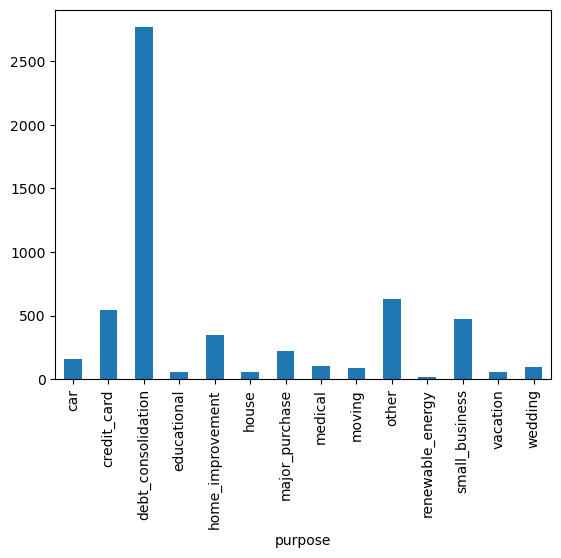 2500
2000
1500
1000
500
0
car
credit_card
debt_consolidation
educational
home_improvement
house
major_purchase
medical
moving
other
renewable_energy
small_business
vacation
wedding
purpose